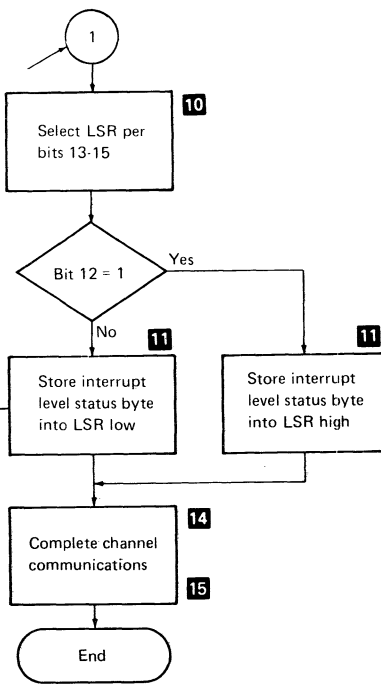 1
10
Select LSR per
bits 13-15
Bit 12 = 1
Yes
No
11
Store interrupt
level status byte
into LSR low
11
Store interrupt
level status byte
into LSR high
14
Complete channel
communications
15
End